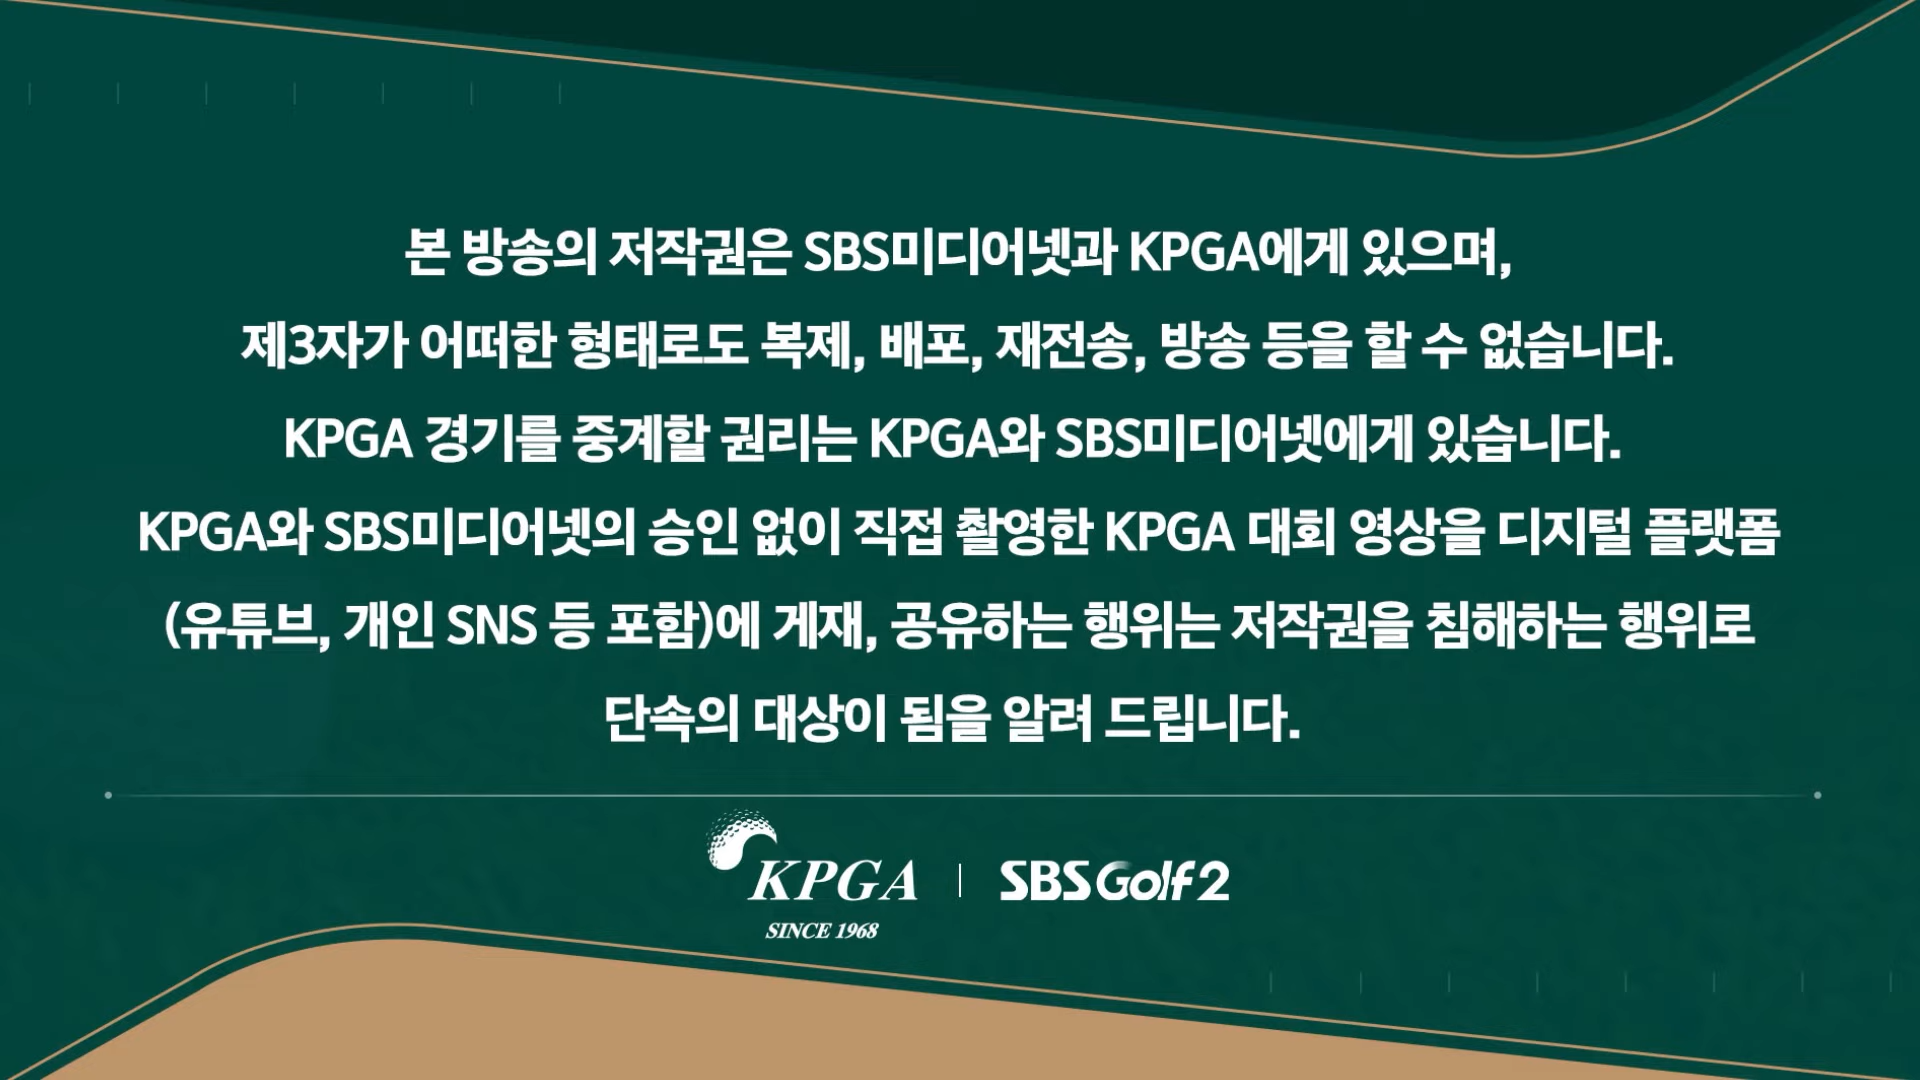 본 방송의 저작권은 SBS미디어넷과 KPGA에게 있으며,
제3자가 어떠한 형태로도 복제, 배포, 재전송, 방송 등을 할 수 없습니다.
KPGA 경기를 중계할 권리는 KPGA와 SBS미디어넷에게 있습니다.
KPGA와 SBS미디어넷의 승인 없이 직접 촬영한 KPGA 대회 영상을 디지털 플랫폼
(유튜브, 개인 SNS 등 포함)에 게재, 공유하는 행위는 저작권을 침해하는 행위로
단속의 대상이 됨을 알려 드립니다.
KPGA
SINCE 1968
SBS Golf2